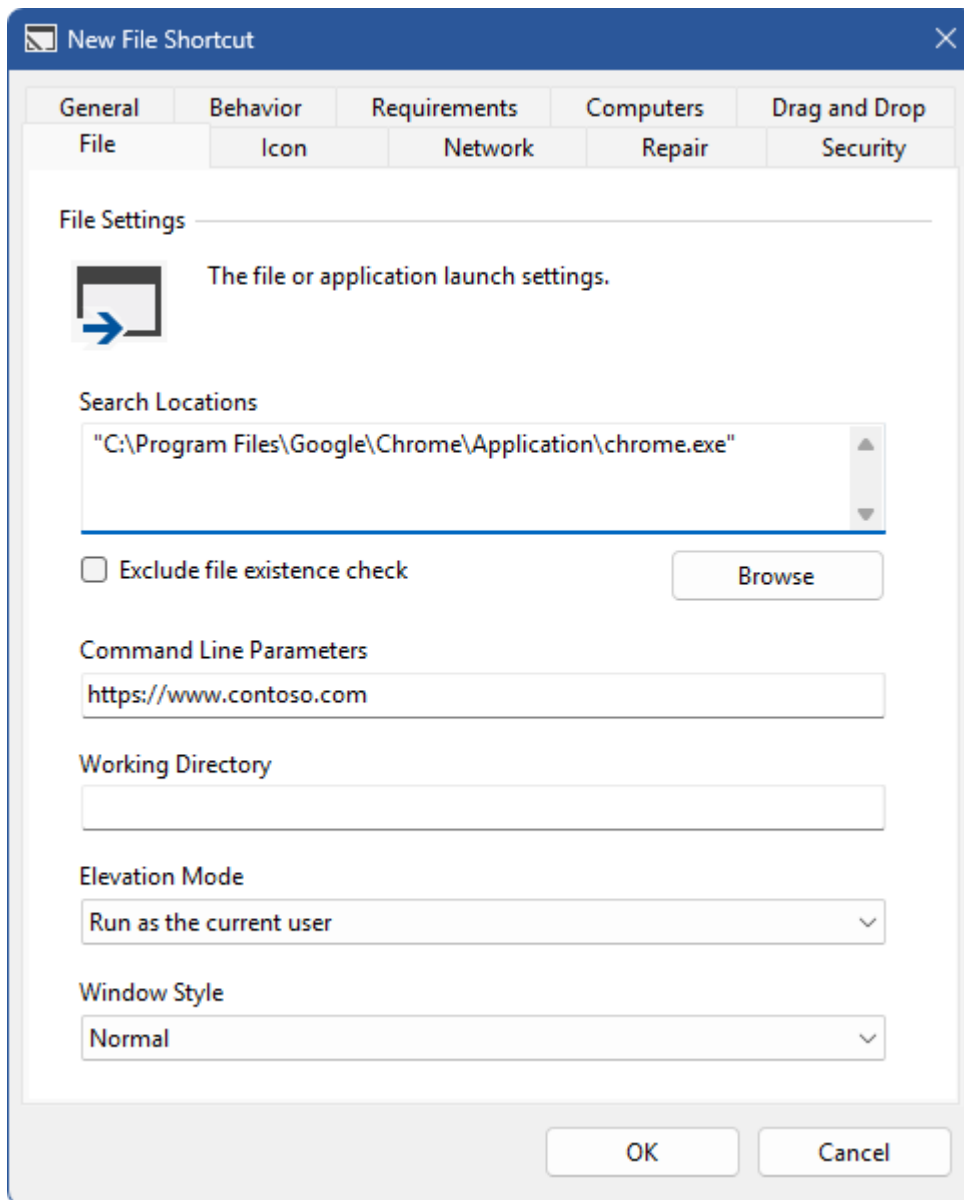 New File Shortcut
General Behavior Requirements Computers Drag and Drop
File Icon Network Repair Security
File Settings
The file or application launch settings.
Search Locations
"C:\Program Files\Google\Chrome\Application\chrome.exe"
Exclude file existence check Browse
Command Line Parameters
https://www.contoso.com
Working Directory
Elevation Mode
Run as the current user
Window Style
Normal
OK Cancel